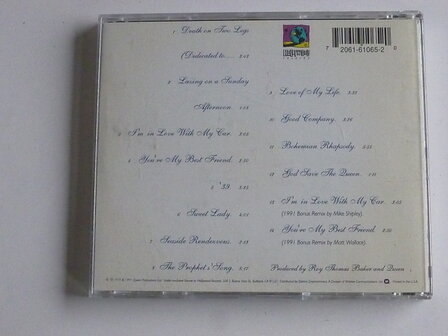 1 Death on Two Legs
(Dedicated to..... 3.43
2 Lazing on a Sunday
Afternoon. 1.08
3 I'm in Love With My Car. 3.05
4 You're My Best Friend. 2.50
5 '39. 3.25
6 Sweet Lady. 4.01
7 Seaside Rendezvous. 2.13
8 The Prophet's Song. 8.17
7 2061-61065-2 0
9 Love of My Life. 3.38
10 Good Company. 3.26
11 Bohemian Rhapsody. 5.55
12 God Save The Queen. 1.11
13 I'm in Love With My Car. 3.05
(1991 Bonus Remix by Mike Shipley)
14 You're My Best Friend. 2.50
(1991 Bonus Remix by Matt Wallace)
Produced by Roy Thomas Baker and Queen
Printed in the U.S.A.